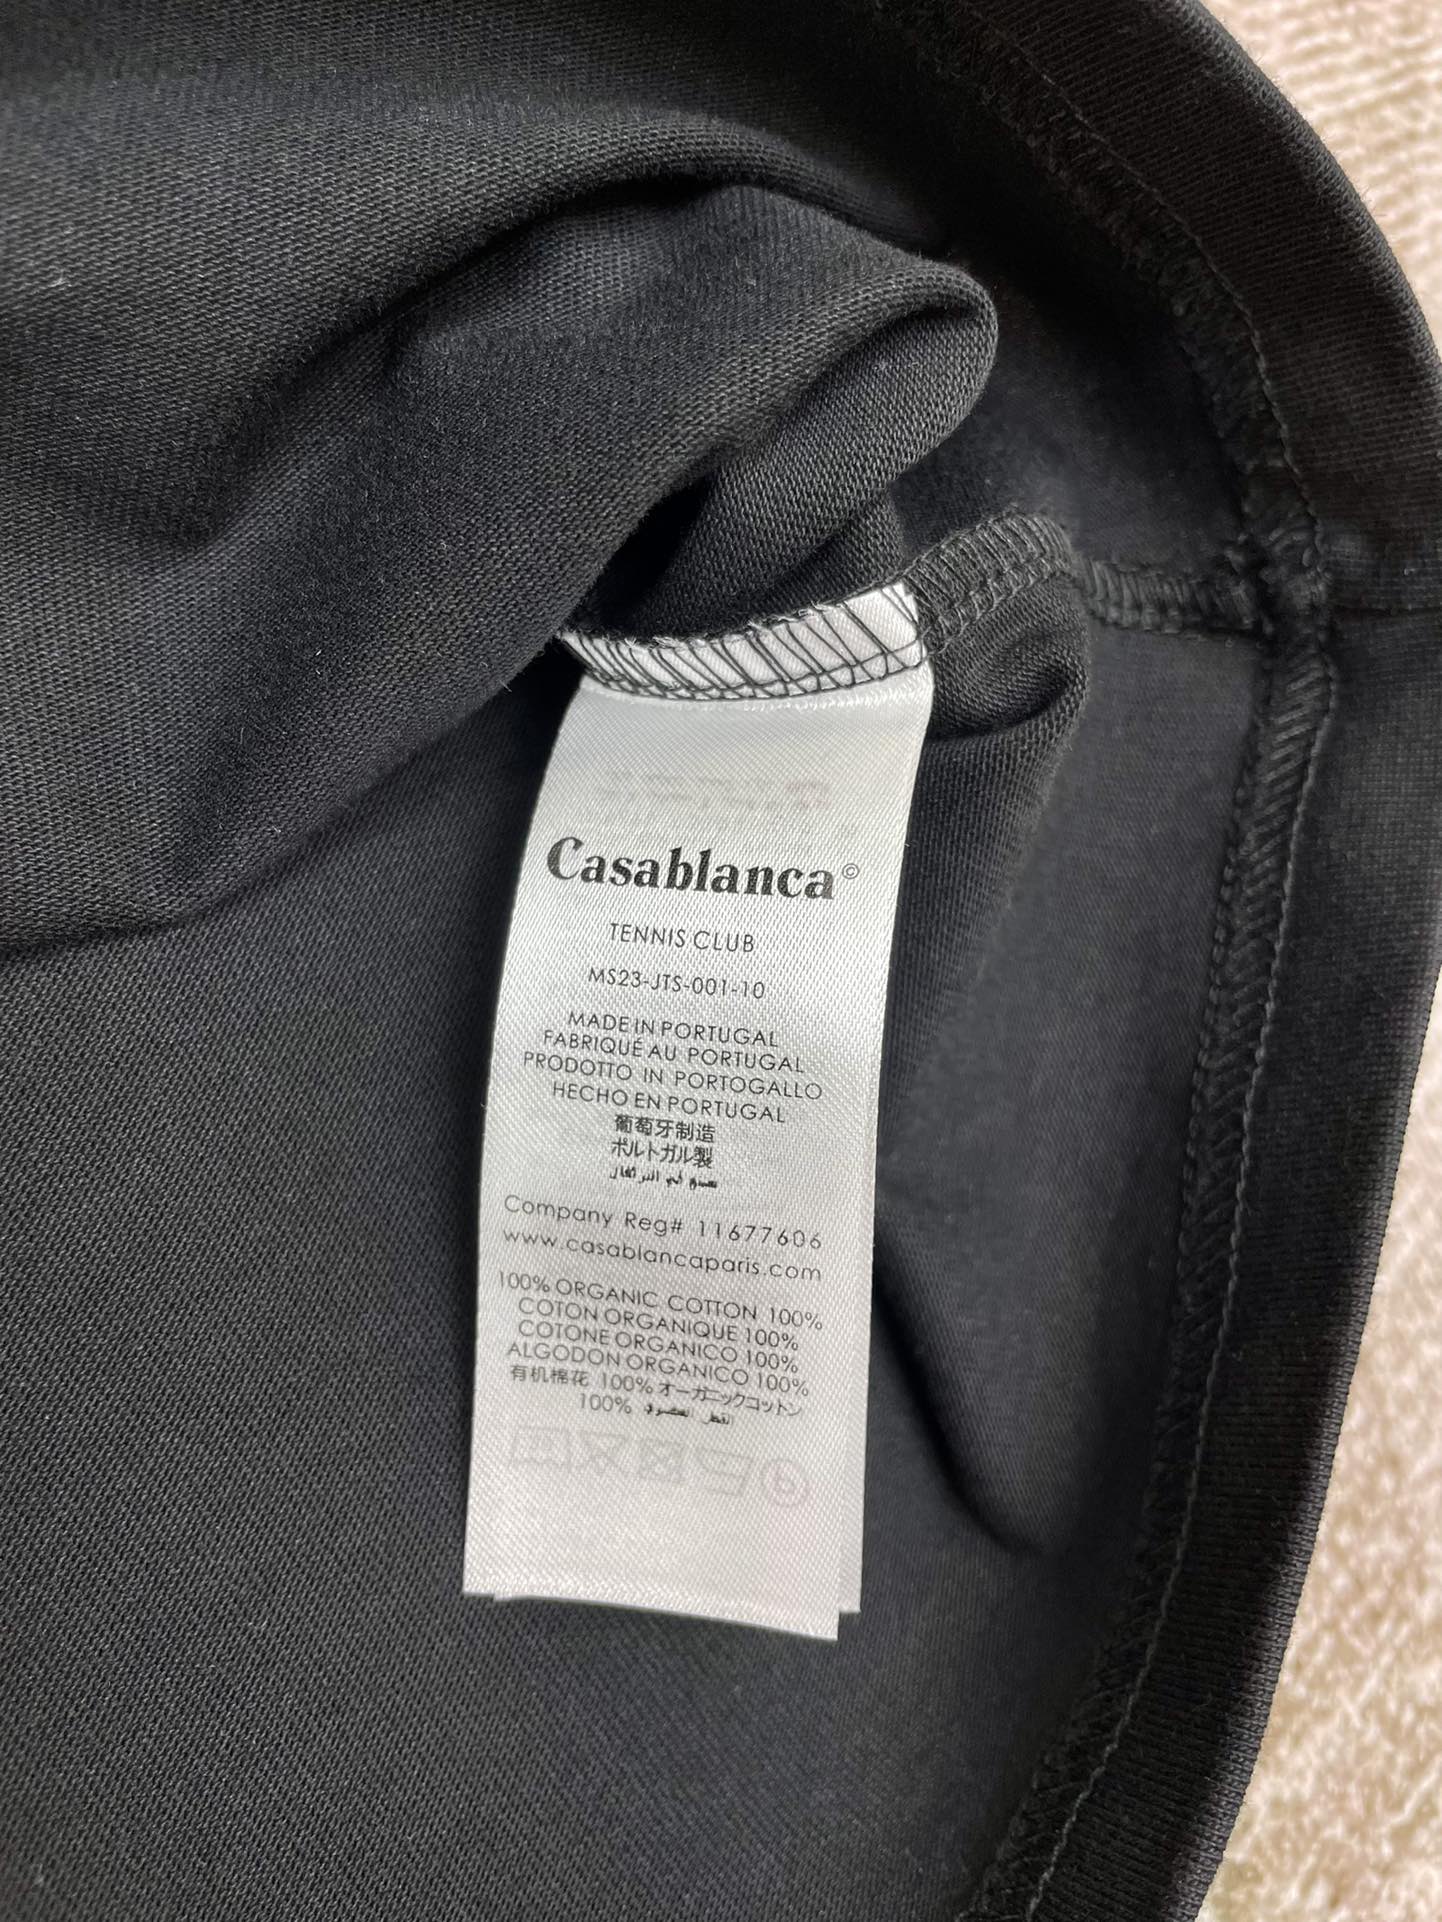 Casablanca©
TENNIS CLUB
MS23-JTS-001-10
MADE IN PORTUGAL
FABRIQUÉ AU PORTUGAL
PRODOTTO IN PORTOGALLO
HECHO EN PORTUGAL
葡萄牙制造
ポルトガル製
Company Reg# 11677606
www.casablancaparis.com
100% ORGANIC COTTON 100%
COTON ORGANIQUE 100%
COTONE ORGANICO 100%
ALGODON ORGANICO 100%
有机棉花 100% オーガニックコットン
100%